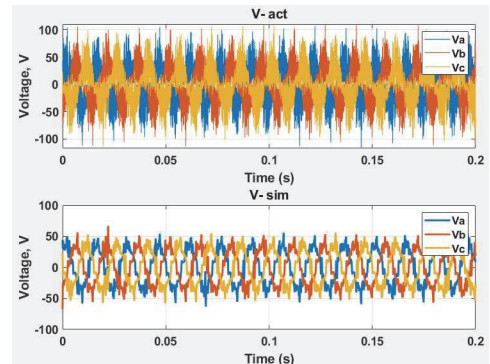 V- act
100
50
0
-50
-100
Voltage, V
Va
Vb
Vc
0
0.05
0.1
0.15
0.2
Time (s)
V- sim
100
50
0
-50
-100
Voltage, V
Va
Vb
Vc
0
0.05
0.1
0.15
0.2
Time (s)